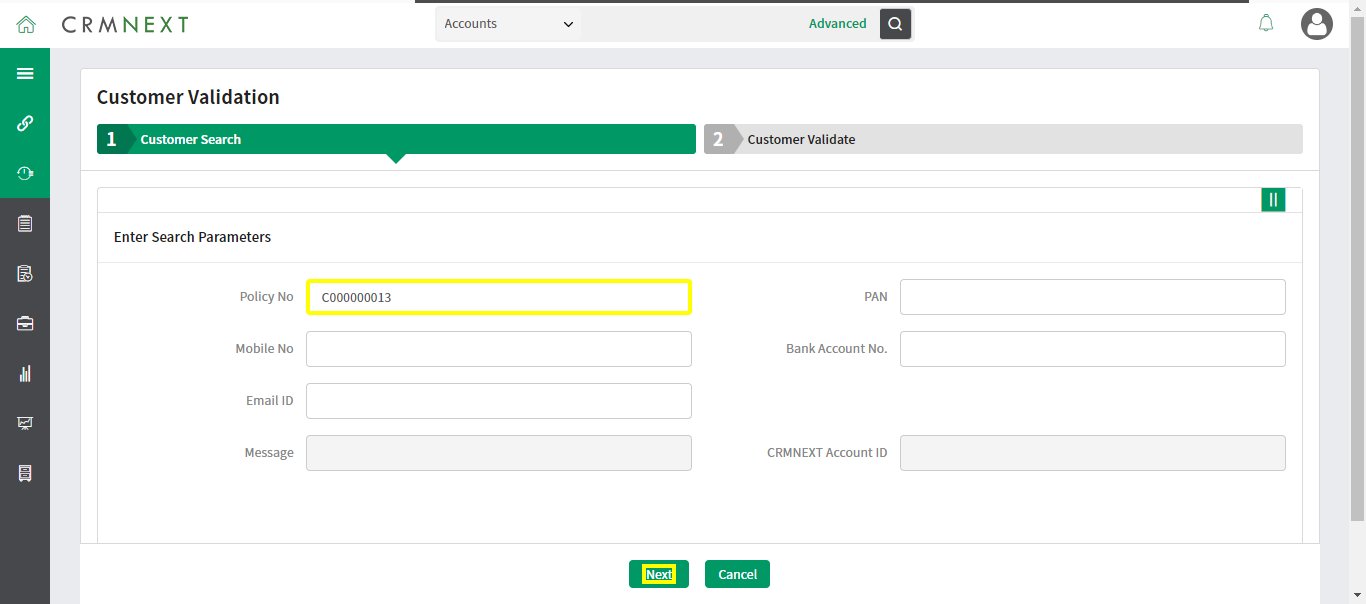 CRMNEXT
Accounts
Advanced
Customer Validation
1 Customer Search
2 Customer Validate
Enter Search Parameters
Policy No C000000013 PAN
Mobile No Bank Account No.
Email ID
Message CRMNEXT Account ID
Next Cancel